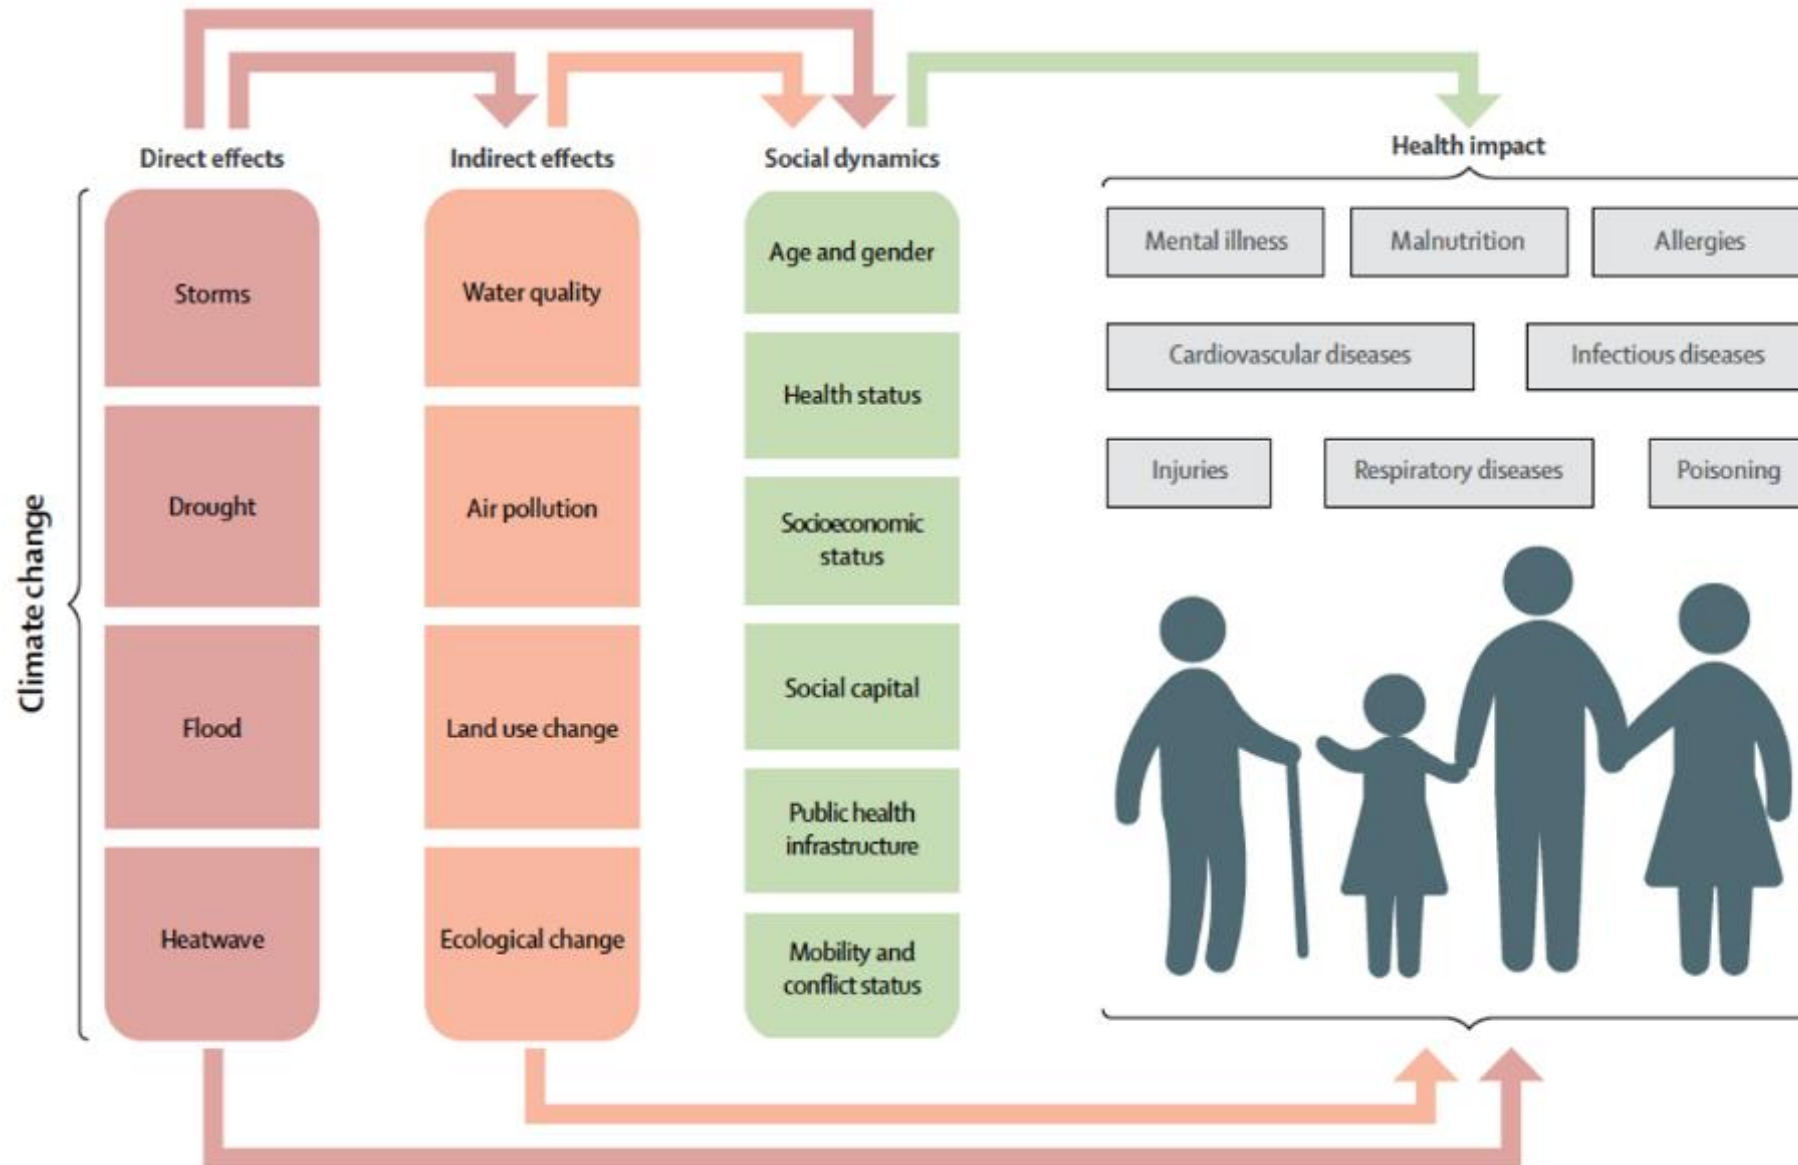 Direct effects
Indirect effects
Social dynamics
Health impact
Climate change
Storms
Drought
Flood
Heatwave
Water quality
Air pollution
Land use change
Ecological change
Age and gender
Health status
Socioeconomic
status
Social capital
Public health
infrastructure
Mobility and
conflict status
Mental illness
Malnutrition
Allergies
Cardiovascular diseases
Infectious diseases
Injuries
Respiratory diseases
Poisoning